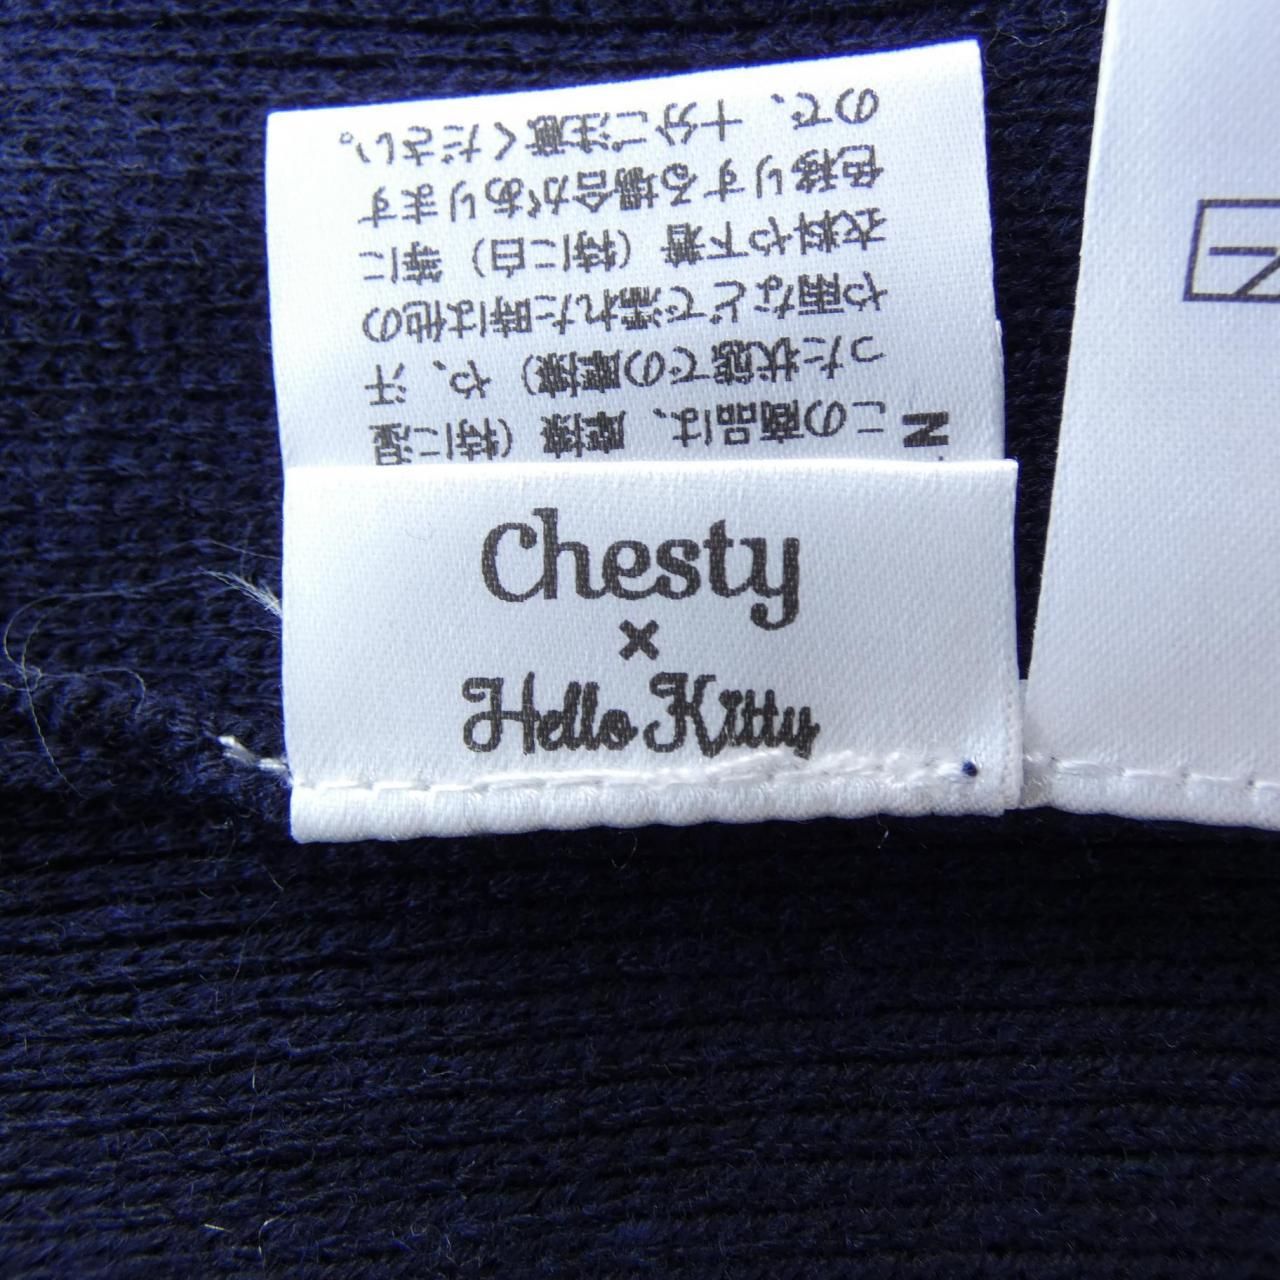 Chesty
×
Hello Kitty
N
この商品は、摩擦（特に湿
った状態での摩擦）や、汗
や雨などで濡れた時は他の
衣料や下着（特に白）等に
色移りする場合があります
ので、十分ご注意ください。